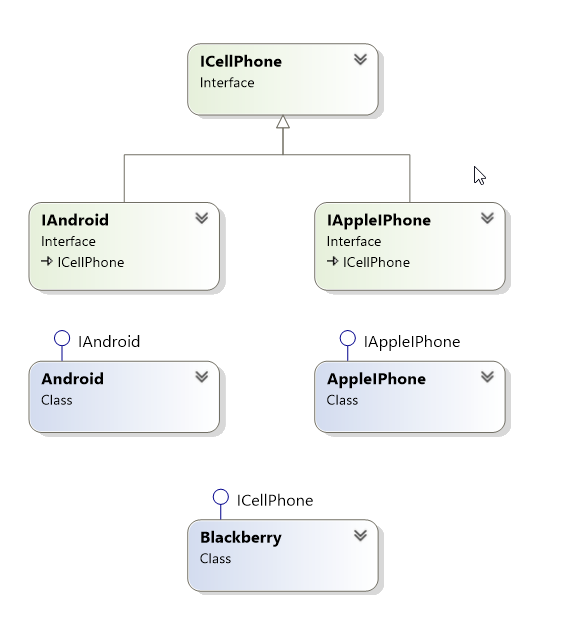 ICellPhone
Interface
IAndroid
Interface
ICellPhone
IAppleIPhone
Interface
ICellPhone
IAndroid
Android
Class
IAppleIPhone
AppleIPhone
Class
ICellPhone
Blackberry
Class